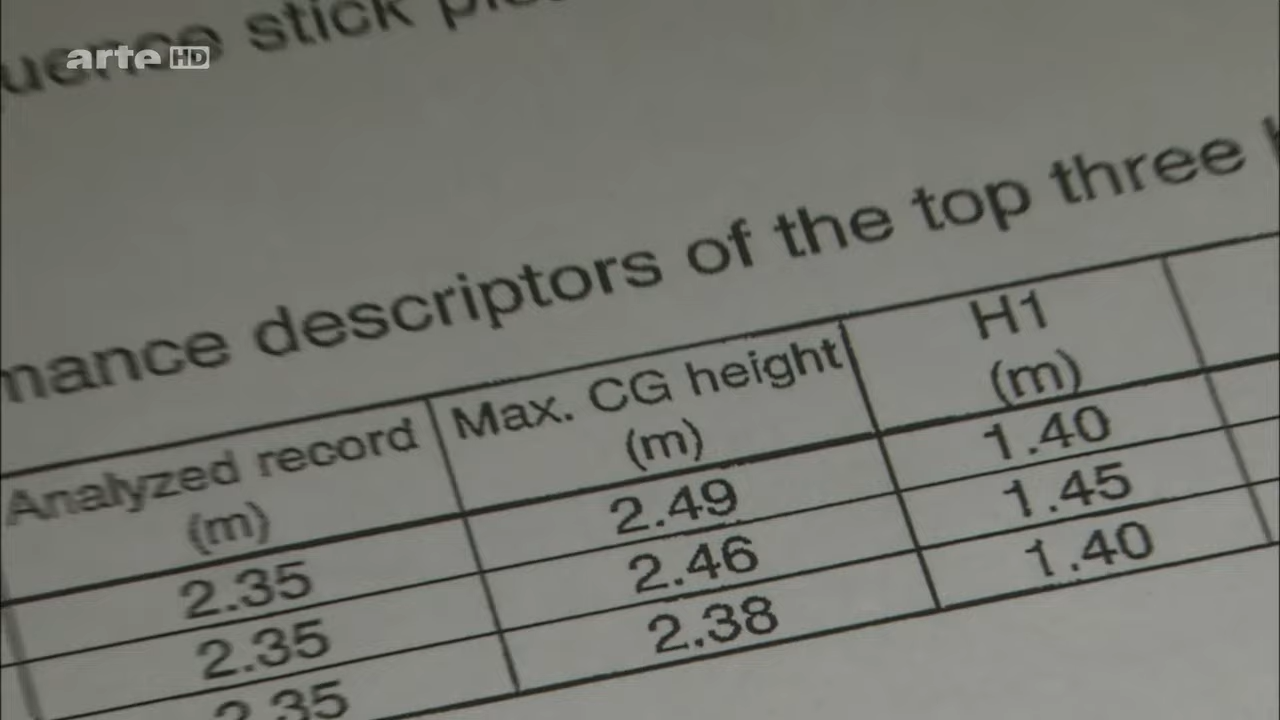 arte HD
stick
descriptors of the top three
Analyzed record
(m)
Max. CG height
(m)
H1
(m)
2.35
2.49
1.40
2.35
2.46
1.45
2.35
2.38
1.40